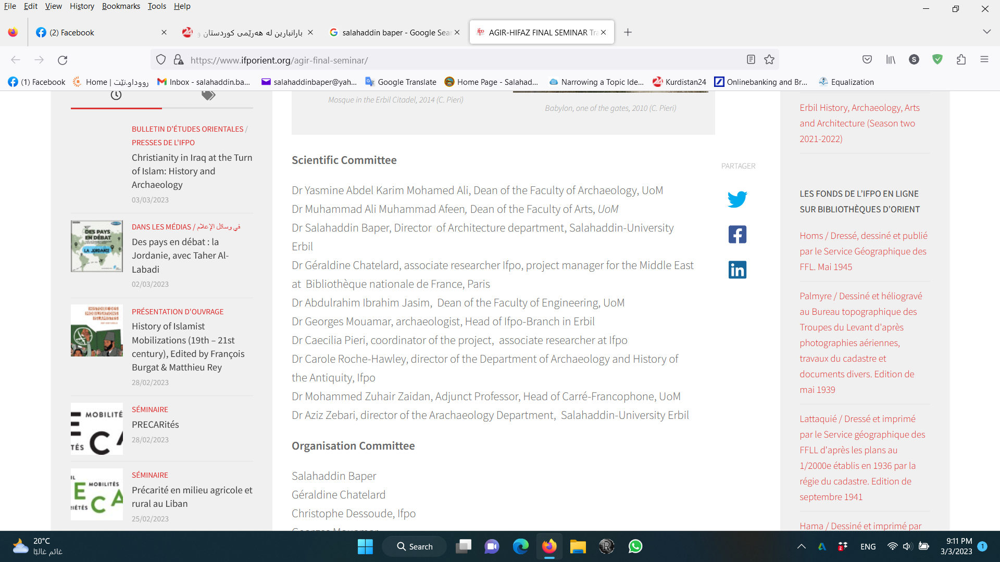 File Edit View History Bookmarks Tools Help
(2) Facebook
بارانبارین لە هەرێمی کوردستان و
salahaddin baper - Google Sear
AGIR-HIFAZ FINAL SEMINAR Tra
https://www.ifporient.org/agir-final-seminar/
(1) Facebook
Home | رووداو.نێت
Inbox - salahaddin.ba...
salahaddinbaper@yah...
Google Translate
Home Page - Salahad...
Narrowing a Topic Ide...
Kurdistan24
Onlinebanking and Br...
Equalization
BULLETIN D'ÉTUDES ORIENTALES /
PRESSES DE L'IFPO
Christianity in Iraq at the Turn
of Islam: History and
Archaeology
03/03/2023
DES PAYS
EN DÉBAT
LA JORDANIE
DANS LES MÉDIAS / في وسائل الإعلام
Des pays en débat : la
Jordanie, avec Taher Al-
Labadi
02/03/2023
HISTOIRE DES
MOBILISATIONS
ISLAMISTES
PRÉSENTATION D'OUVRAGE
History of Islamist
Mobilizations (19th – 21st
century), Edited by François
Burgat & Matthieu Rey
28/02/2023
MOBILITÉ
ECA
TÉS
SÉMINAIRE
PRECARités
28/02/2023
IL
MOBILITÉS
ECA
RIÉTÉS
SÉMINAIRE
Précarité en milieu agricole et
rural au Liban
25/02/2023
Mosque in the Erbil Citadel, 2014 (C. Pieri)
Babylon, one of the gates, 2010 (C. Pieri)
Scientific Committee
Dr Yasmine Abdel Karim Mohamed Ali, Dean of the Faculty of Archaeology, UoM
Dr Muhammad Ali Muhammad Afeen, Dean of the Faculty of Arts, UoM
Dr Salahaddin Baper, Director of Architecture department, Salahaddin-University
Erbil
Dr Géraldine Chatelard, associate researcher Ifpo, project manager for the Middle East
at Bibliothèque nationale de France, Paris
Dr Abdulrahim Ibrahim Jasim, Dean of the Faculty of Engineering, UoM
Dr Georges Mouamar, archaeologist, Head of Ifpo-Branch in Erbil
Dr Caecilia Pieri, coordinator of the project, associate researcher at Ifpo
Dr Carole Roche-Hawley, director of the Department of Archaeology and History of
the Antiquity, Ifpo
Dr Mohammed Zuhair Zaidan, Adjunct Professor, Head of Carré-Francophone, UoM
Dr Aziz Zebari, director of the Arachaeology Department, Salahaddin-University Erbil
Organisation Committee
Salahaddin Baper
Géraldine Chatelard
Christophe Dessoude, Ifpo
Georges Mouamar
PARTAGER
Erbil History, Archaeology, Arts
and Architecture (Season two
2021-2022)
LES FONDS DE L'IFPO EN LIGNE
SUR BIBLIOTHÈQUES D'ORIENT
Homs / Dressé, dessiné et publié
par le Service Géographique des
FFL. Mai 1945
Palmyre / Dessiné et héliogravé
au Bureau topographique des
Troupes du Levant d'après
photographies aériennes,
travaux du cadastre et
documents divers. Edition de
mai 1939
Lattaquié / Dressé et imprimé
par le Service géographique des
FFLL d'après les plans au
1/2000e établis en 1936 par la
régie du cadastre. Edition de
septembre 1941
Hama / Dessiné et imprimé par
20°C
غائم غالبًا
Search
ENG
9:11 PM
3/3/2023
1